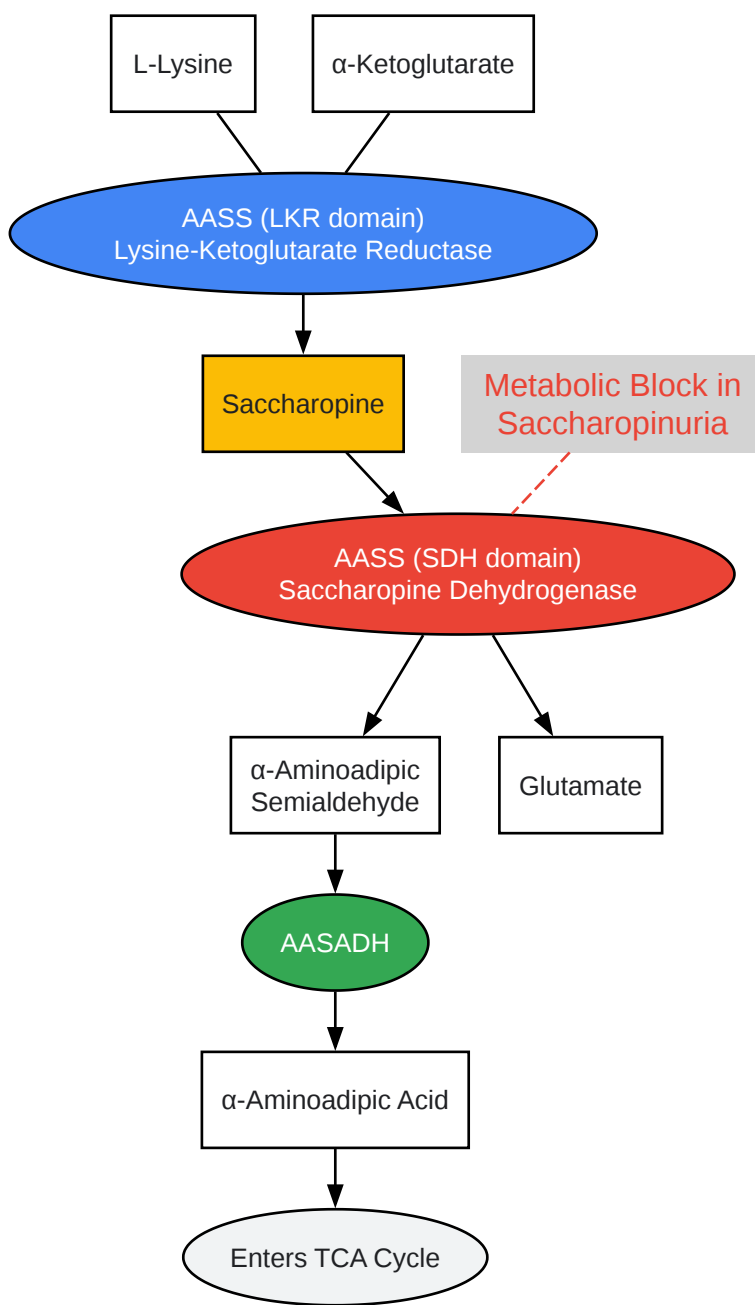 L-Lysine
α-Ketoglutarate
AASS (LKR domain)
Lysine-Ketoglutarate Reductase
Saccharopine
Metabolic Block in
Saccharopinuria
AASS (SDH domain)
Saccharopine Dehydrogenase
α-Aminoadipic
Semialdehyde
Glutamate
AASADH
α-Aminoadipic Acid
Enters TCA Cycle